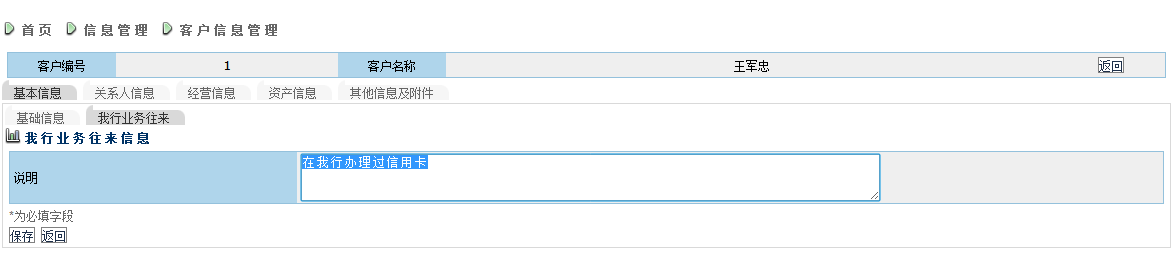 首页 信息管理 客户信息管理
客户编号 1 客户名称 王军忠 返回
基本信息 关系人信息 经营信息 资产信息 其他信息及附件
基础信息 我行业务往来
我行业务往来信息
说明 在我行办理过信用卡
*为必填字段
保存 返回